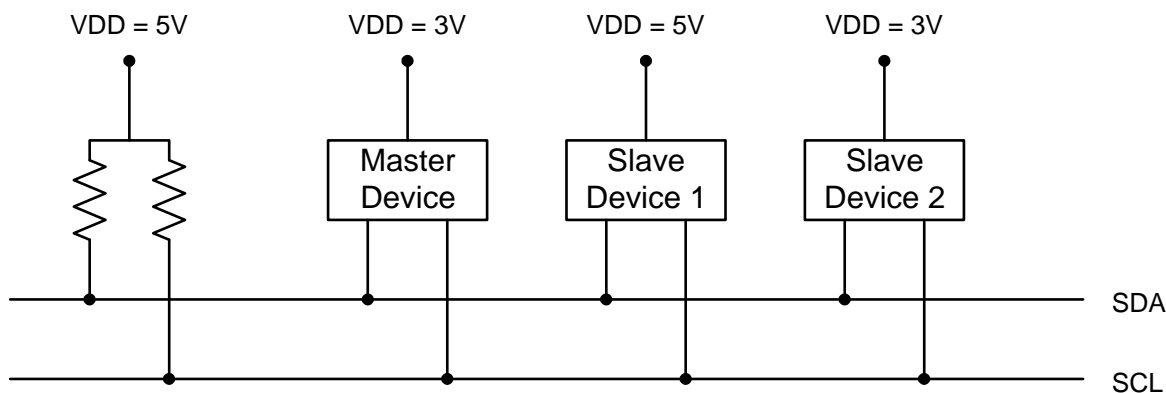 VDD = 5V
VDD = 3V
VDD = 5V
VDD = 3V
Master
Device
Slave
Device 1
Slave
Device 2
SDA
SCL